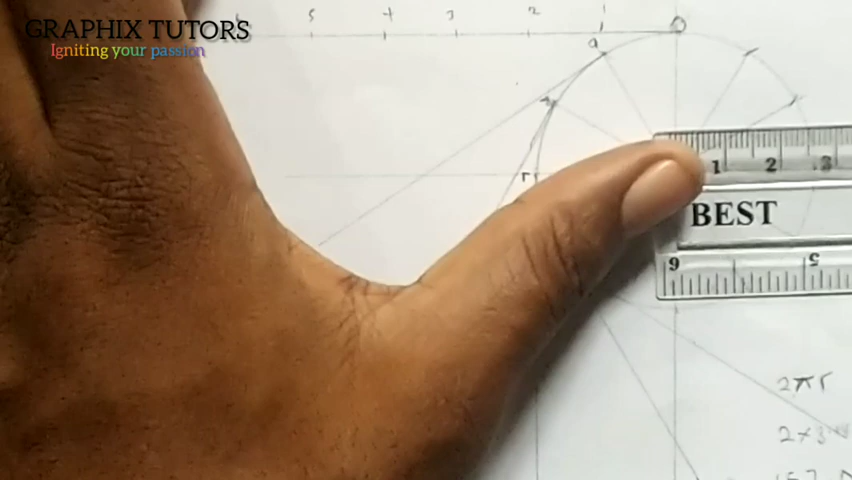 GRAPHIX TUTORS
Igniting your passion
5 4 3 2 1 0
a
r
1 2 3
BEST
6 5
2πr